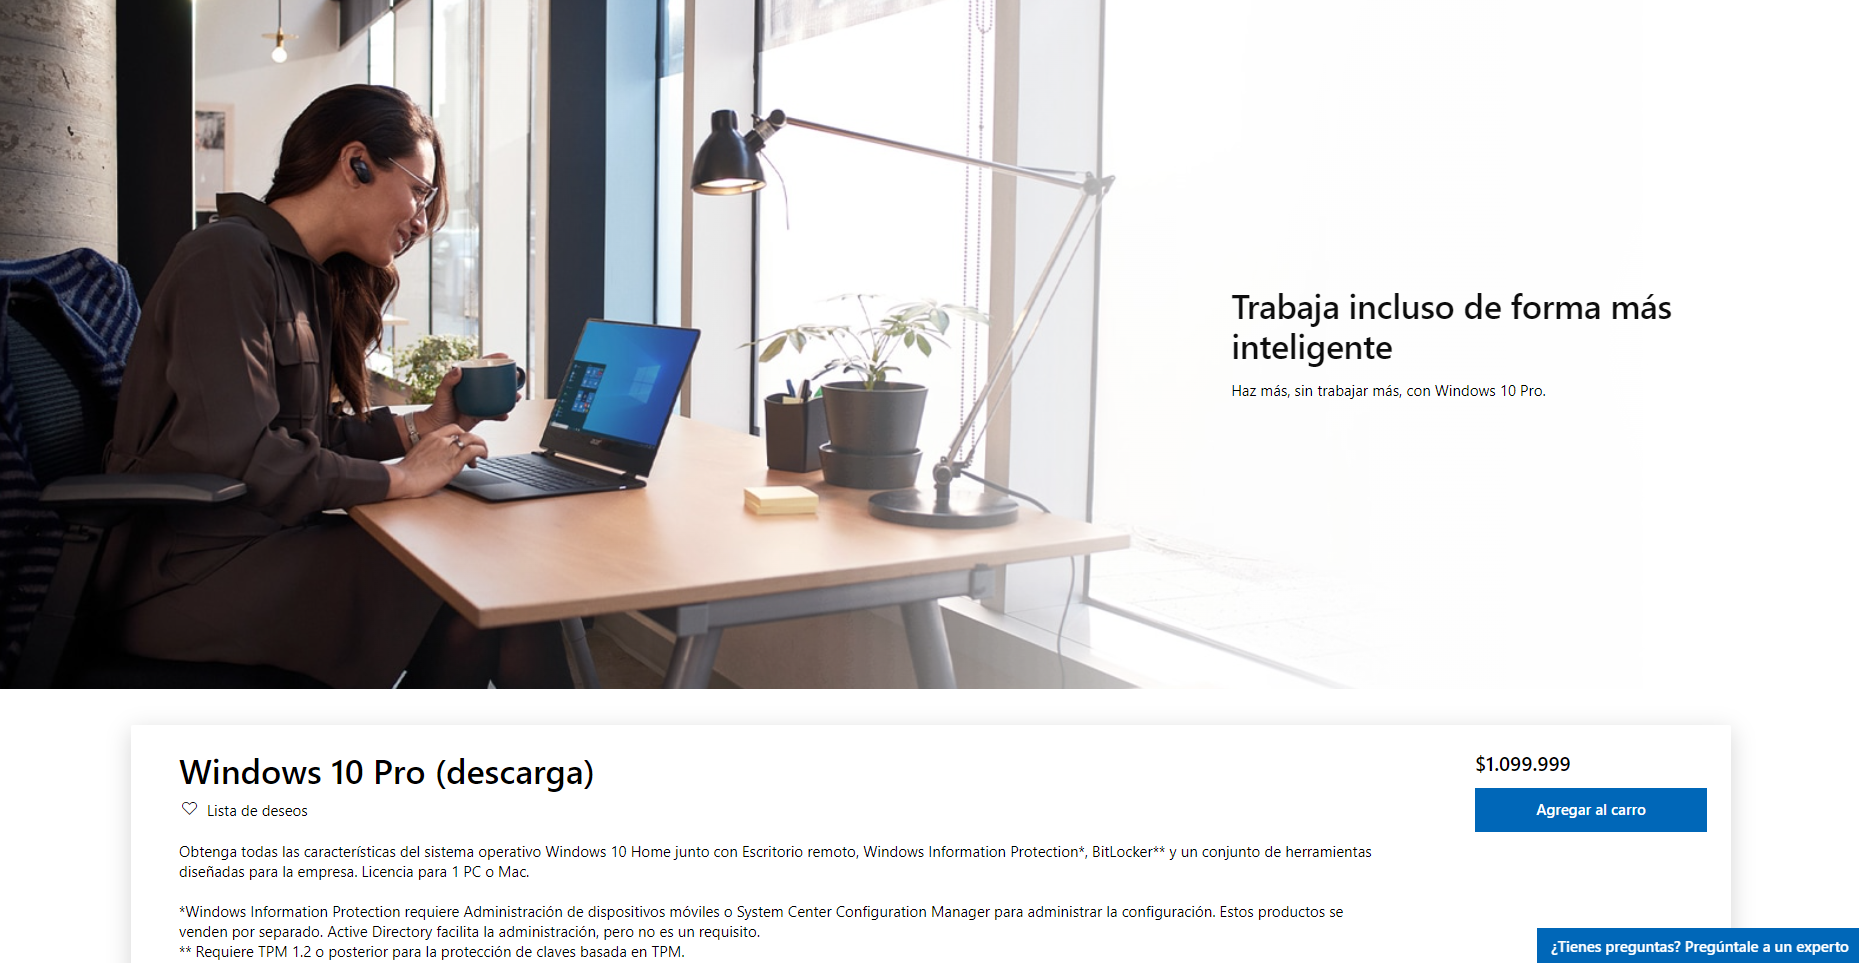 Trabaja incluso de forma más
inteligente
Haz más, sin trabajar más, con Windows 10 Pro.
acer
Windows 10 Pro (descarga)
Lista de deseos
$1.099.999
Agregar al carro
Obtenga todas las características del sistema operativo Windows 10 Home junto con Escritorio remoto, Windows Information Protection*, BitLocker** y un conjunto de herramientas
diseñadas para la empresa. Licencia para 1 PC o Mac.
*Windows Information Protection requiere Administración de dispositivos móviles o System Center Configuration Manager para administrar la configuración. Estos productos se
venden por separado. Active Directory facilita la administración, pero no es un requisito.
** Requiere TPM 1.2 o posterior para la protección de claves basada en TPM.
¿Tienes preguntas? Pregúntale a un experto